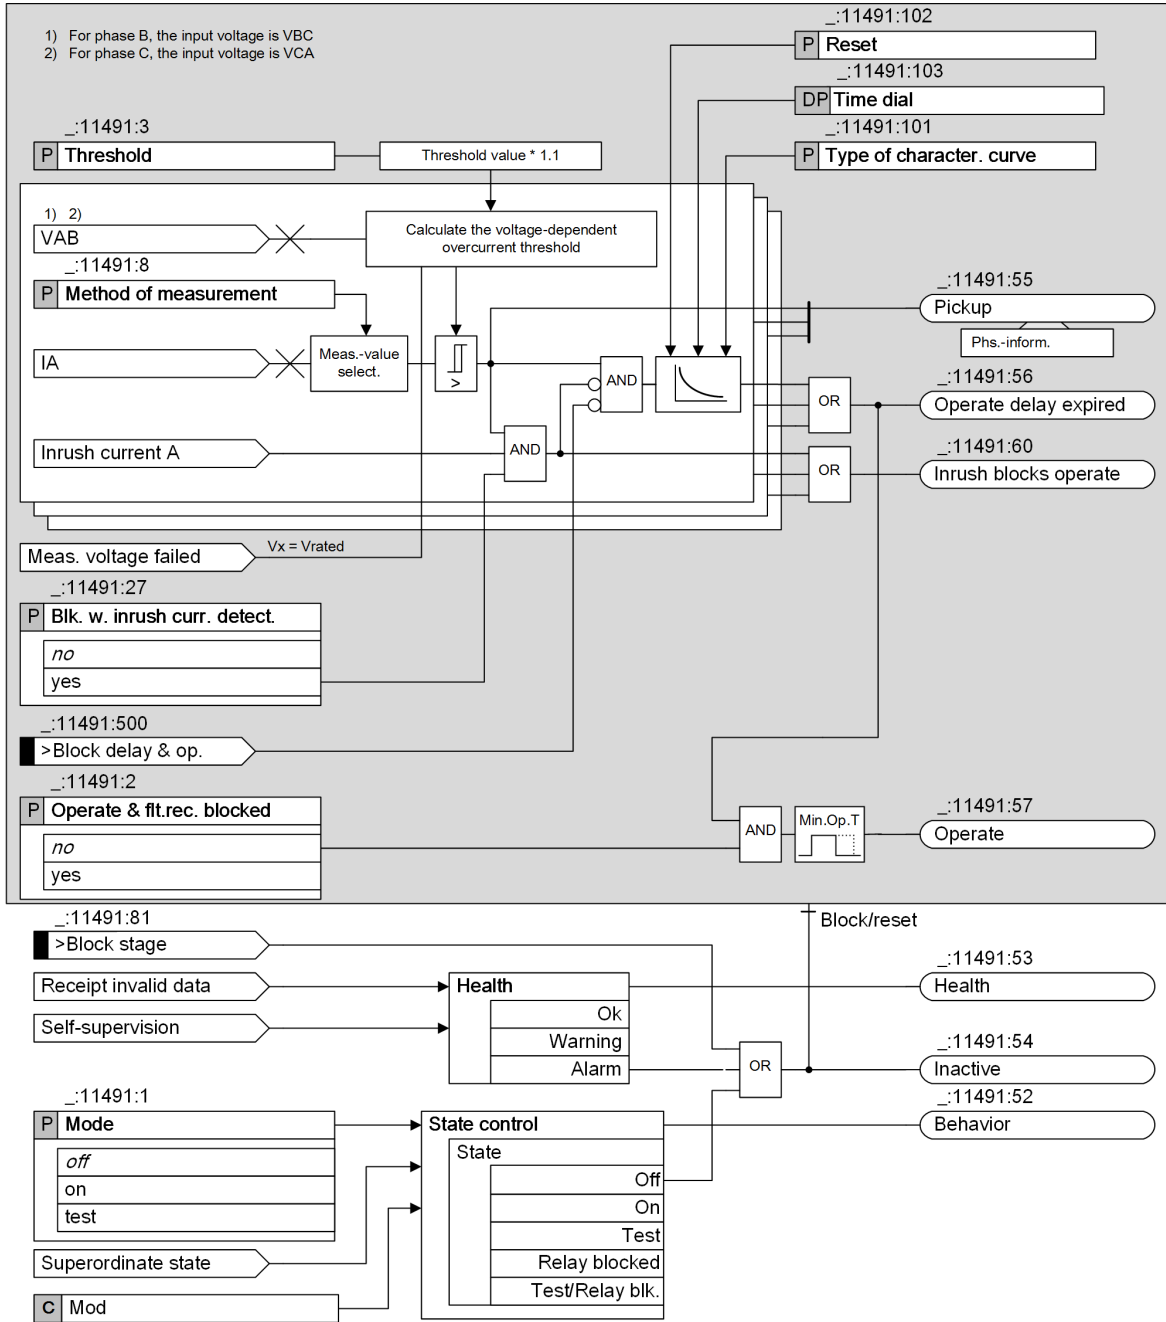 1) For phase B, the input voltage is VBC
2) For phase C, the input voltage is VCA
_:11491:102
P Reset
_:11491:103
DP Time dial
_:11491:101
P Type of character. curve
_:11491:3
P Threshold
Threshold value * 1.1
1) 2)
VAB
Calculate the voltage-dependent
overcurrent threshold
_:11491:8
P Method of measurement
IA
Meas.-value
select.
>
AND
Inrush current A
AND
OR
OR
_:11491:55
Pickup
Phs.-inform.
_:11491:56
Operate delay expired
_:11491:60
Inrush blocks operate
Meas. voltage failed
Vx = Vrated
_:11491:27
P Blk. w. inrush curr. detect.
no
yes
_:11491:500
>Block delay & op.
_:11491:2
P Operate & flt.rec. blocked
no
yes
AND
Min.Op.T
_:11491:57
Operate
Block/reset
_:11491:81
>Block stage
Receipt invalid data
Self-supervision
Health
Ok
Warning
Alarm
OR
_:11491:53
Health
_:11491:54
Inactive
_:11491:52
Behavior
_:11491:1
P Mode
off
on
test
Superordinate state
C Mod
State control
State
Off
On
Test
Relay blocked
Test/Relay blk.